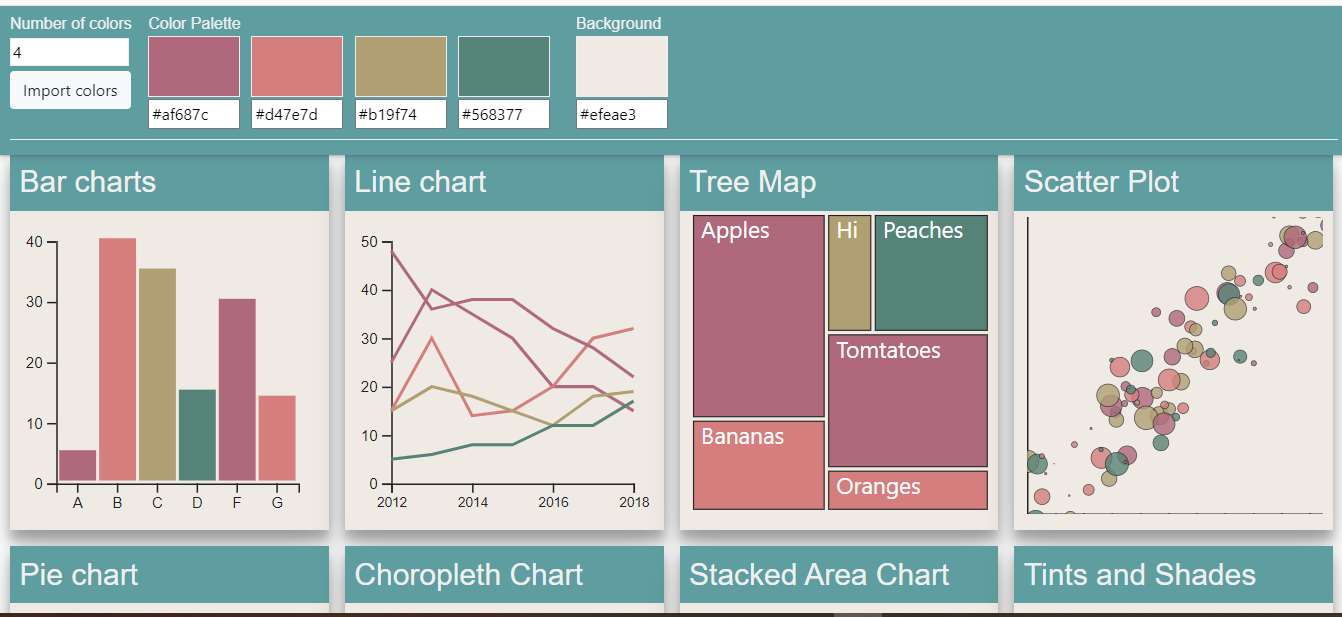 Number of colors
Color Palette
Background
4
Import colors
#af687c
#d47e7d
#b19f74
#568377
#efeae3
Bar charts
40
30
20
10
0
A B C D F G
Line chart
50
40
30
20
10
0
2012 2014 2016 2018
Tree Map
Apples
Hi
Peaches
Tomtatoes
Bananas
Oranges
Scatter Plot
Pie chart
Choropleth Chart
Stacked Area Chart
Tints and Shades